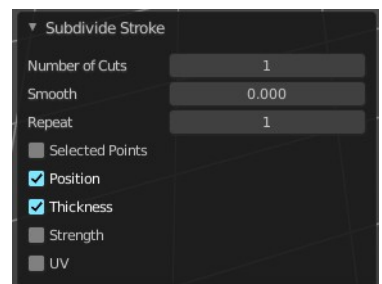 Subdivide Stroke
Number of Cuts 1
Smooth 0.000
Repeat 1
Selected Points
Position
Thickness
Strength
UV